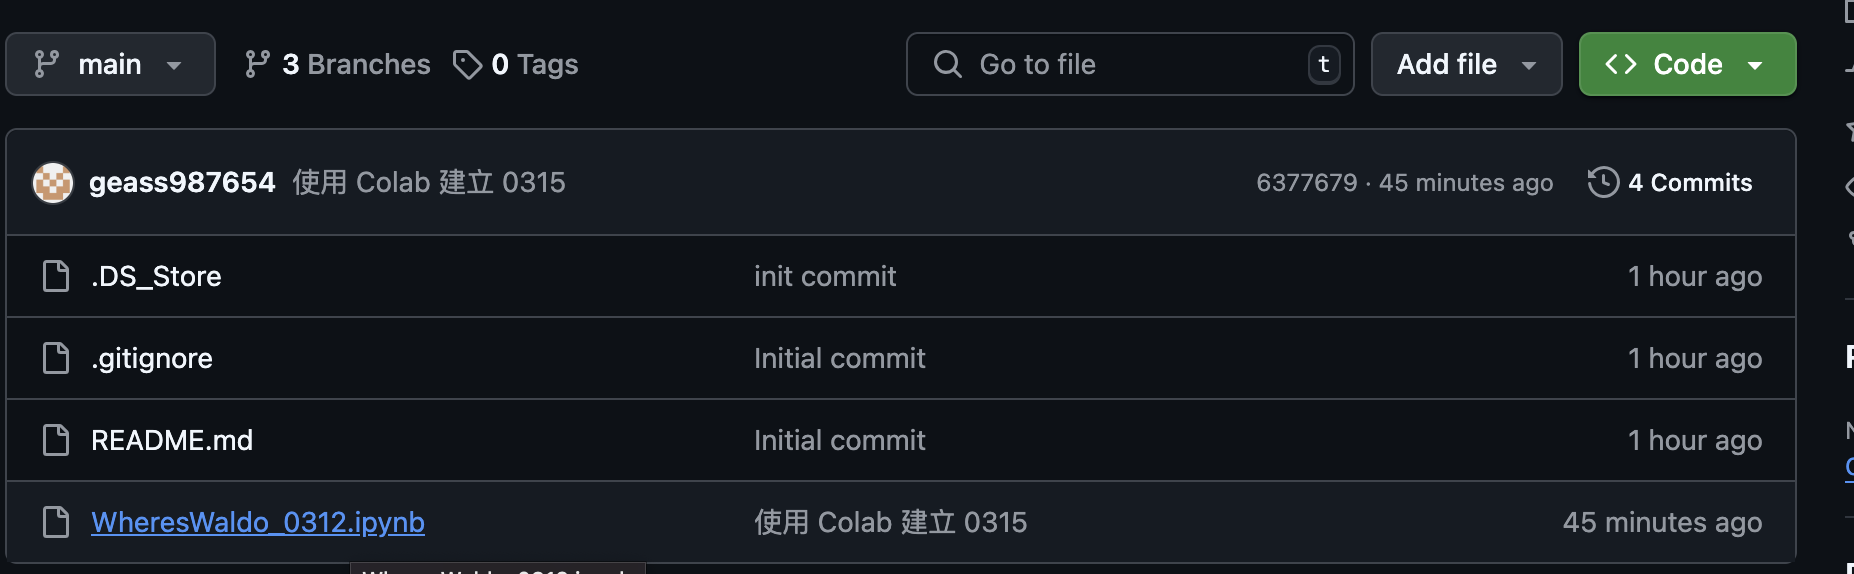 main 3 Branches 0 Tags Go to file t Add file Code
geass987654 使用 Colab 建立 0315 6377679 · 45 minutes ago 4 Commits
.DS_Store init commit 1 hour ago
.gitignore Initial commit 1 hour ago
README.md Initial commit 1 hour ago
WheresWaldo_0312.ipynb 使用 Colab 建立 0315 45 minutes ago